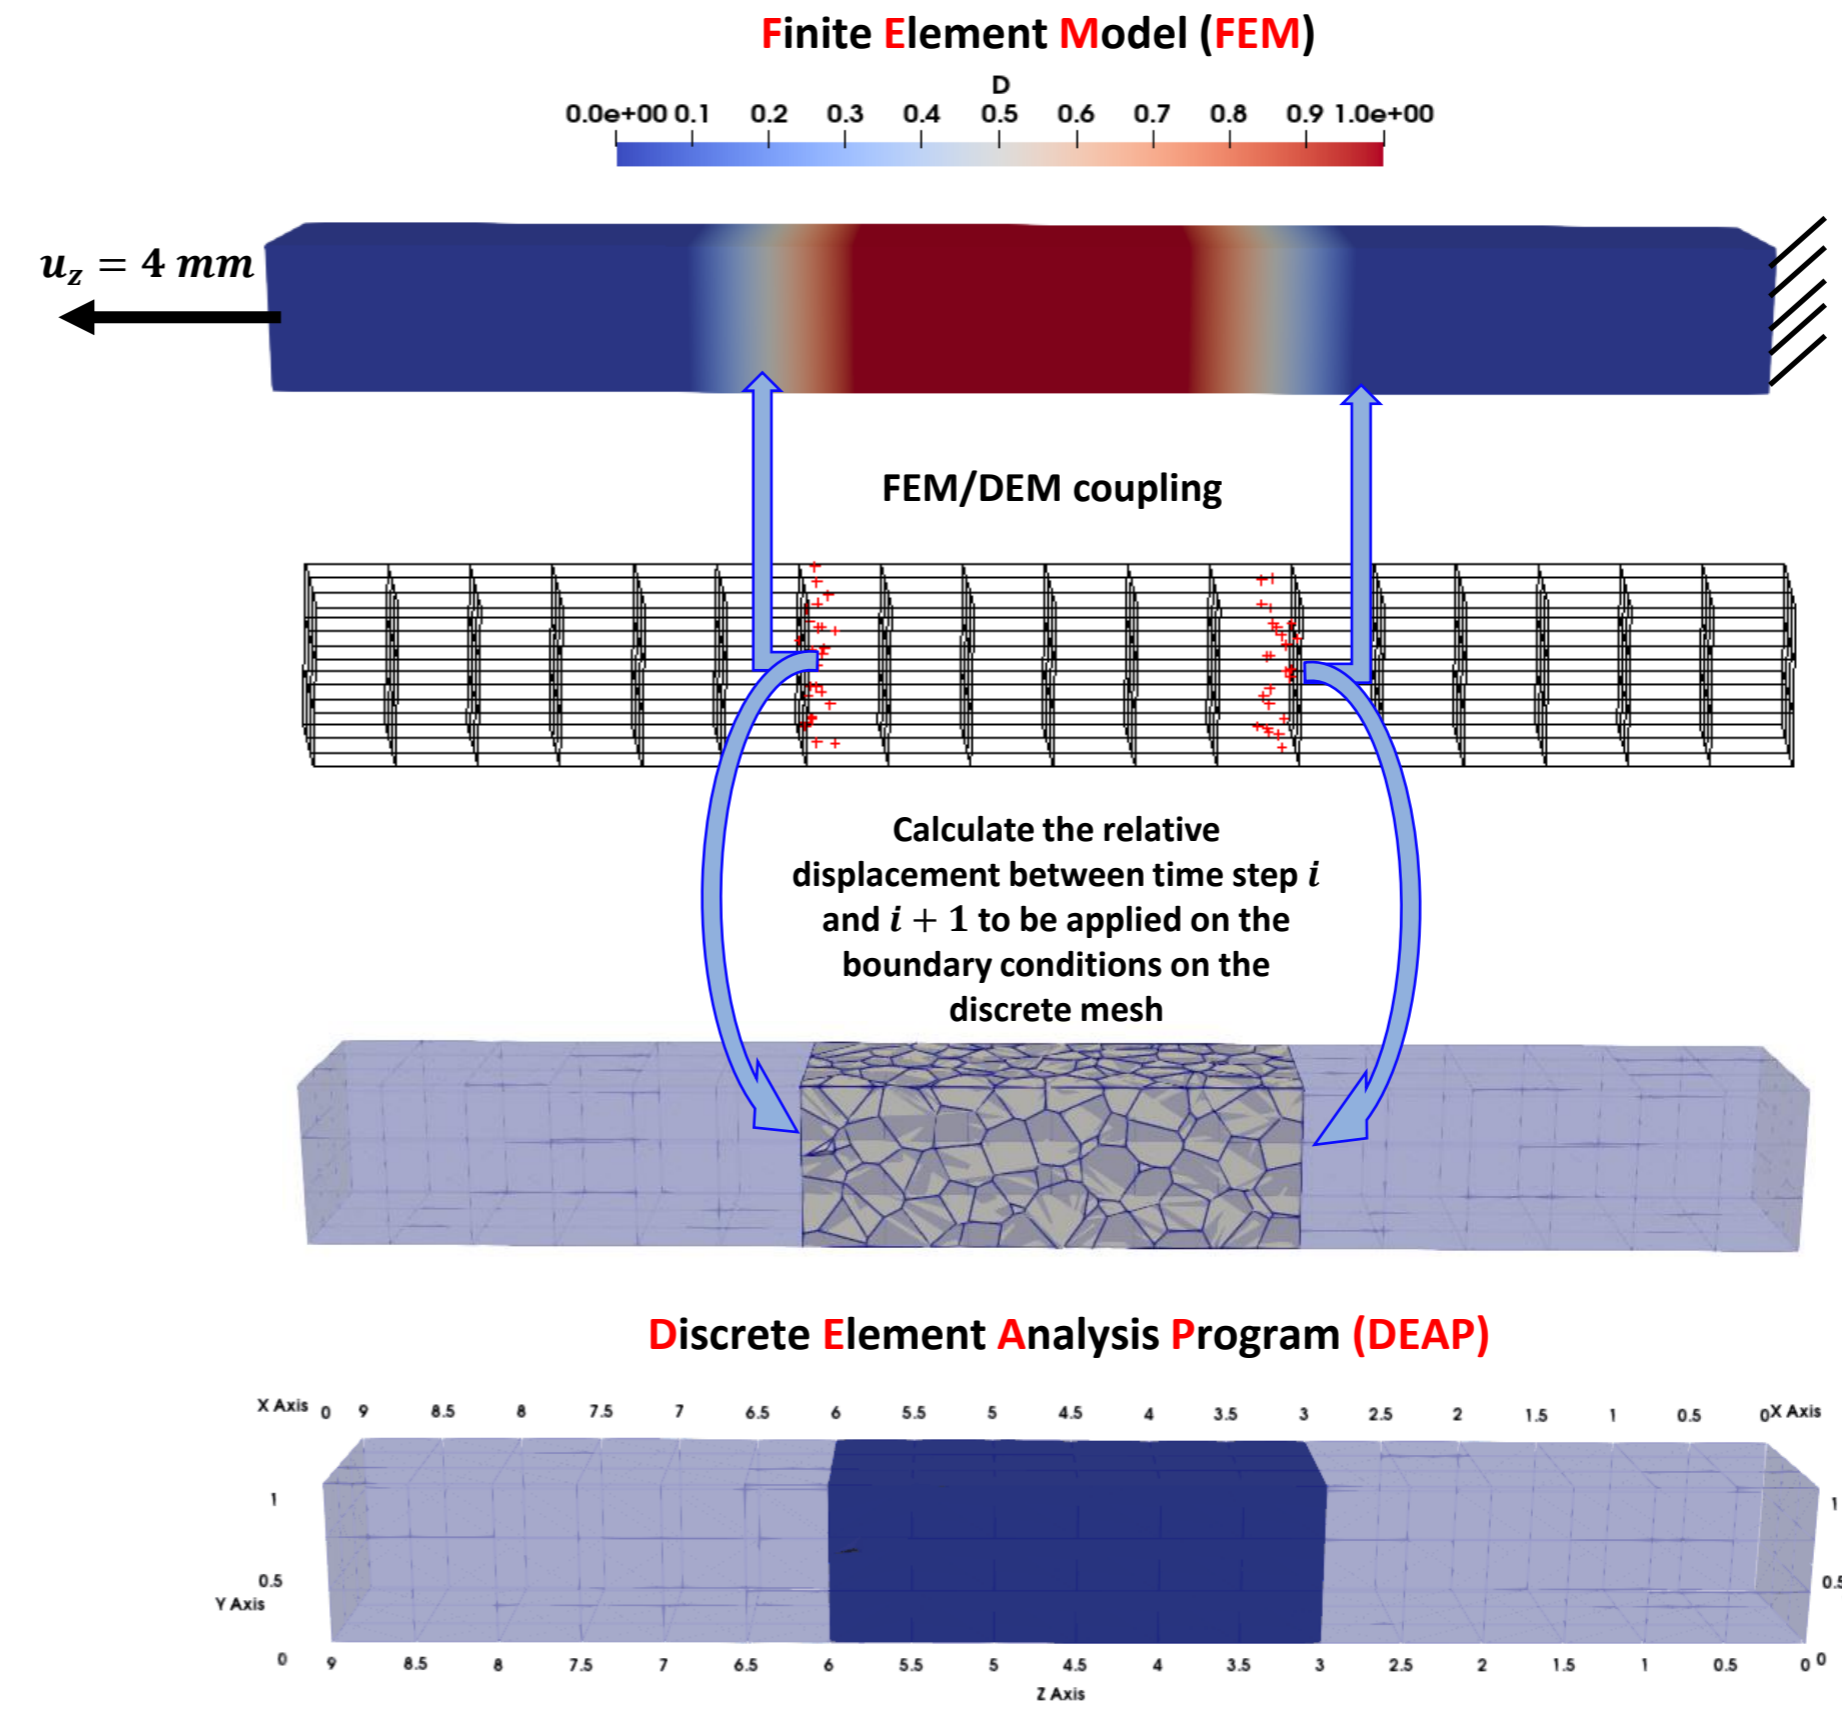 Finite Element Model (FEM)
D
0.0e+00 0.1 0.2 0.3 0.4 0.5 0.6 0.7 0.8 0.9 1.0e+00
u_z = 4 mm
FEM/DEM coupling
Calculate the relative
displacement between time step i
and i + 1 to be applied on the
boundary conditions on the
discrete mesh
Discrete Element Analysis Program (DEAP)
X Axis 0 9 8.5 8 7.5 7 6.5 6 5.5 5 4.5 4 3.5 3 2.5 2 1.5 1 0.5 0 X Axis
1 1
0.5 0.5
Y Axis
0 9 8.5 8 7.5 7 6.5 6 5.5 5 4.5 4 3.5 3 2.5 2 1.5 1 0.5 0 0
Z Axis